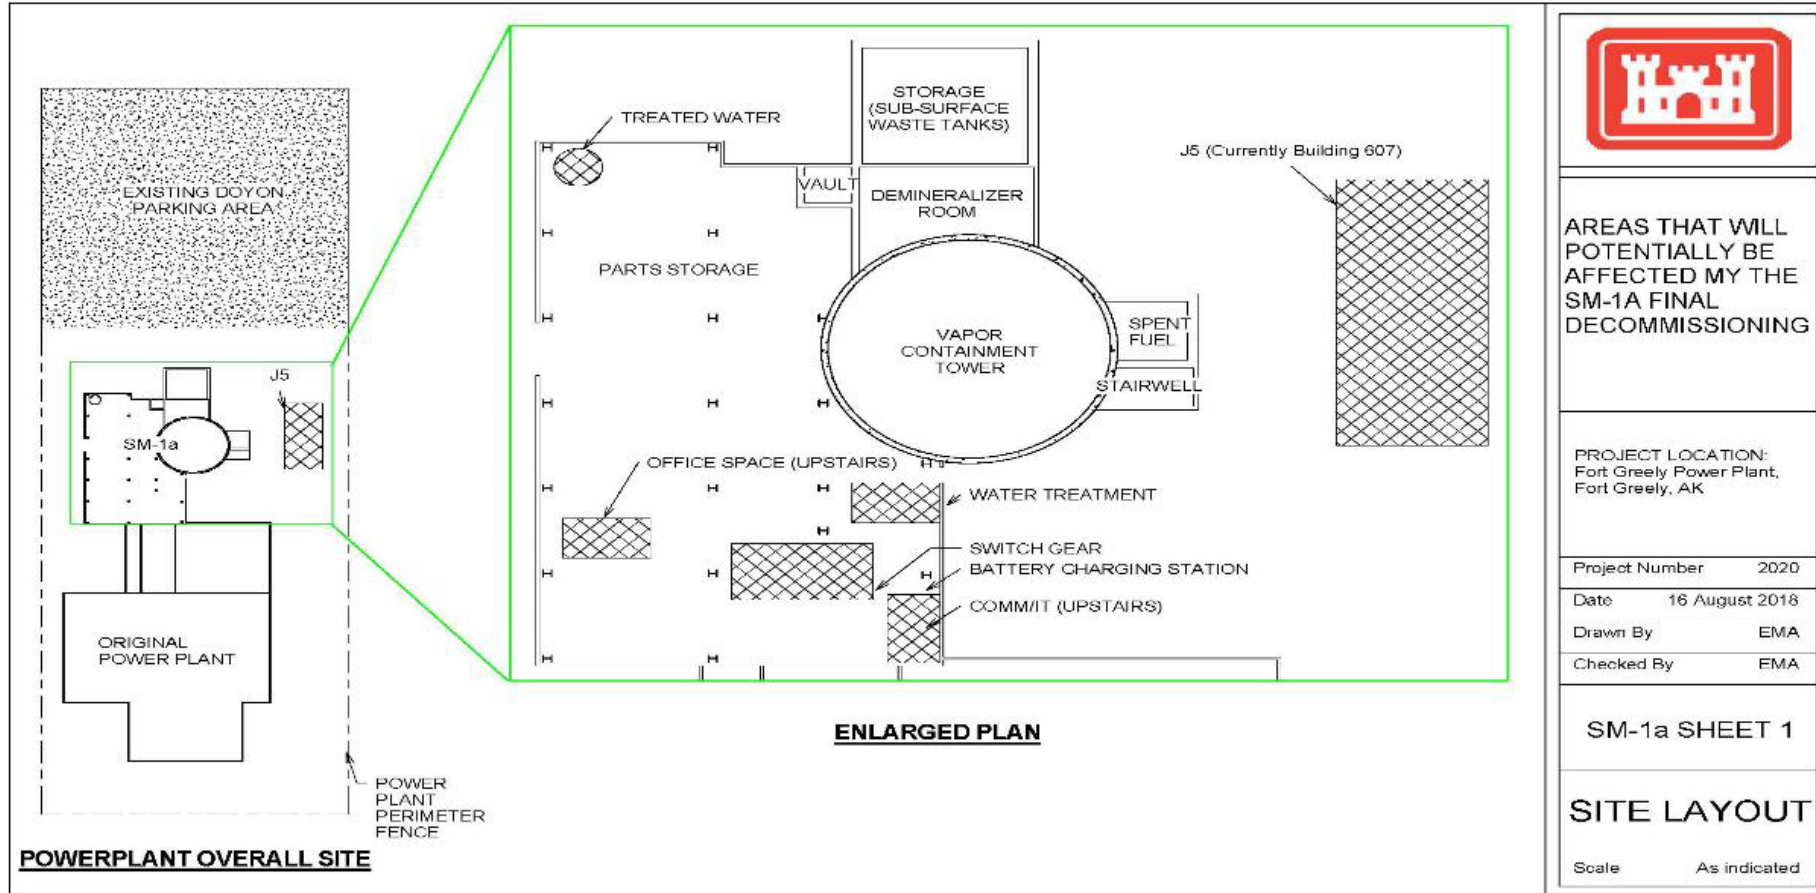 EXISTING DOYON
PARKING AREA
J5
SM-1a
ORIGINAL
POWER PLANT
POWER
PLANT
PERIMETER
FENCE
POWERPLANT OVERALL SITE
TREATED WATER
STORAGE
(SUB-SURFACE
WASTE TANKS)
VAULT
DEMINERALIZER
ROOM
J5 (Currently Building 607)
PARTS STORAGE
VAPOR
CONTAINMENT
TOWER
SPENT
FUEL
STAIRWELL
OFFICE SPACE (UPSTAIRS)
WATER TREATMENT
SWITCH GEAR
BATTERY CHARGING STATION
COMM/IT (UPSTAIRS)
ENLARGED PLAN
AREAS THAT WILL
POTENTIALLY BE
AFFECTED MY THE
SM-1A FINAL
DECOMMISSIONING
PROJECT LOCATION:
Fort Greely Power Plant,
Fort Greely, AK
Project Number 2020
Date 16 August 2018
Drawn By EMA
Checked By EMA
SM-1a SHEET 1
SITE LAYOUT
Scale As indicated